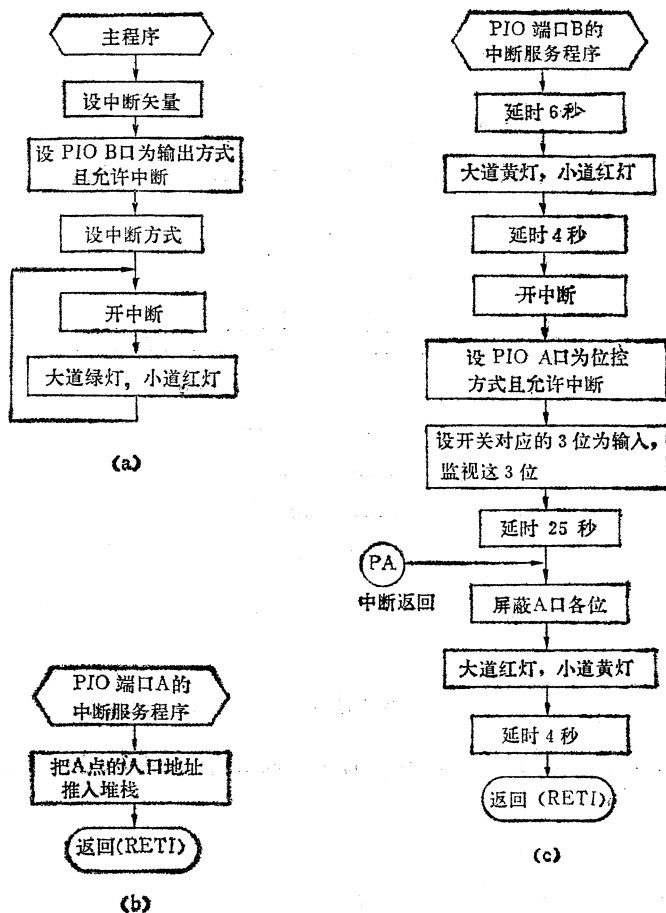 主程序
设中断矢量
设 PIO B口为输出方式
且允许中断
设中断方式
开中断
大道绿灯，小道红灯
(a)
PIO 端口A的
中断服务程序
把A点的入口地址
推入堆栈
返回(RETI)
(b)
PIO 端口B的
中断服务程序
延时 6 秒
大道黄灯，小道红灯
延时 4 秒
开中断
设 PIO A口为位控
方式且允许中断
设开关对应的 3 位为输入，
监视这 3 位
延时 25 秒
PA
中断返回
屏蔽A口各位
大道红灯，小道黄灯
延时 4 秒
返回 (RETI)。
(c)